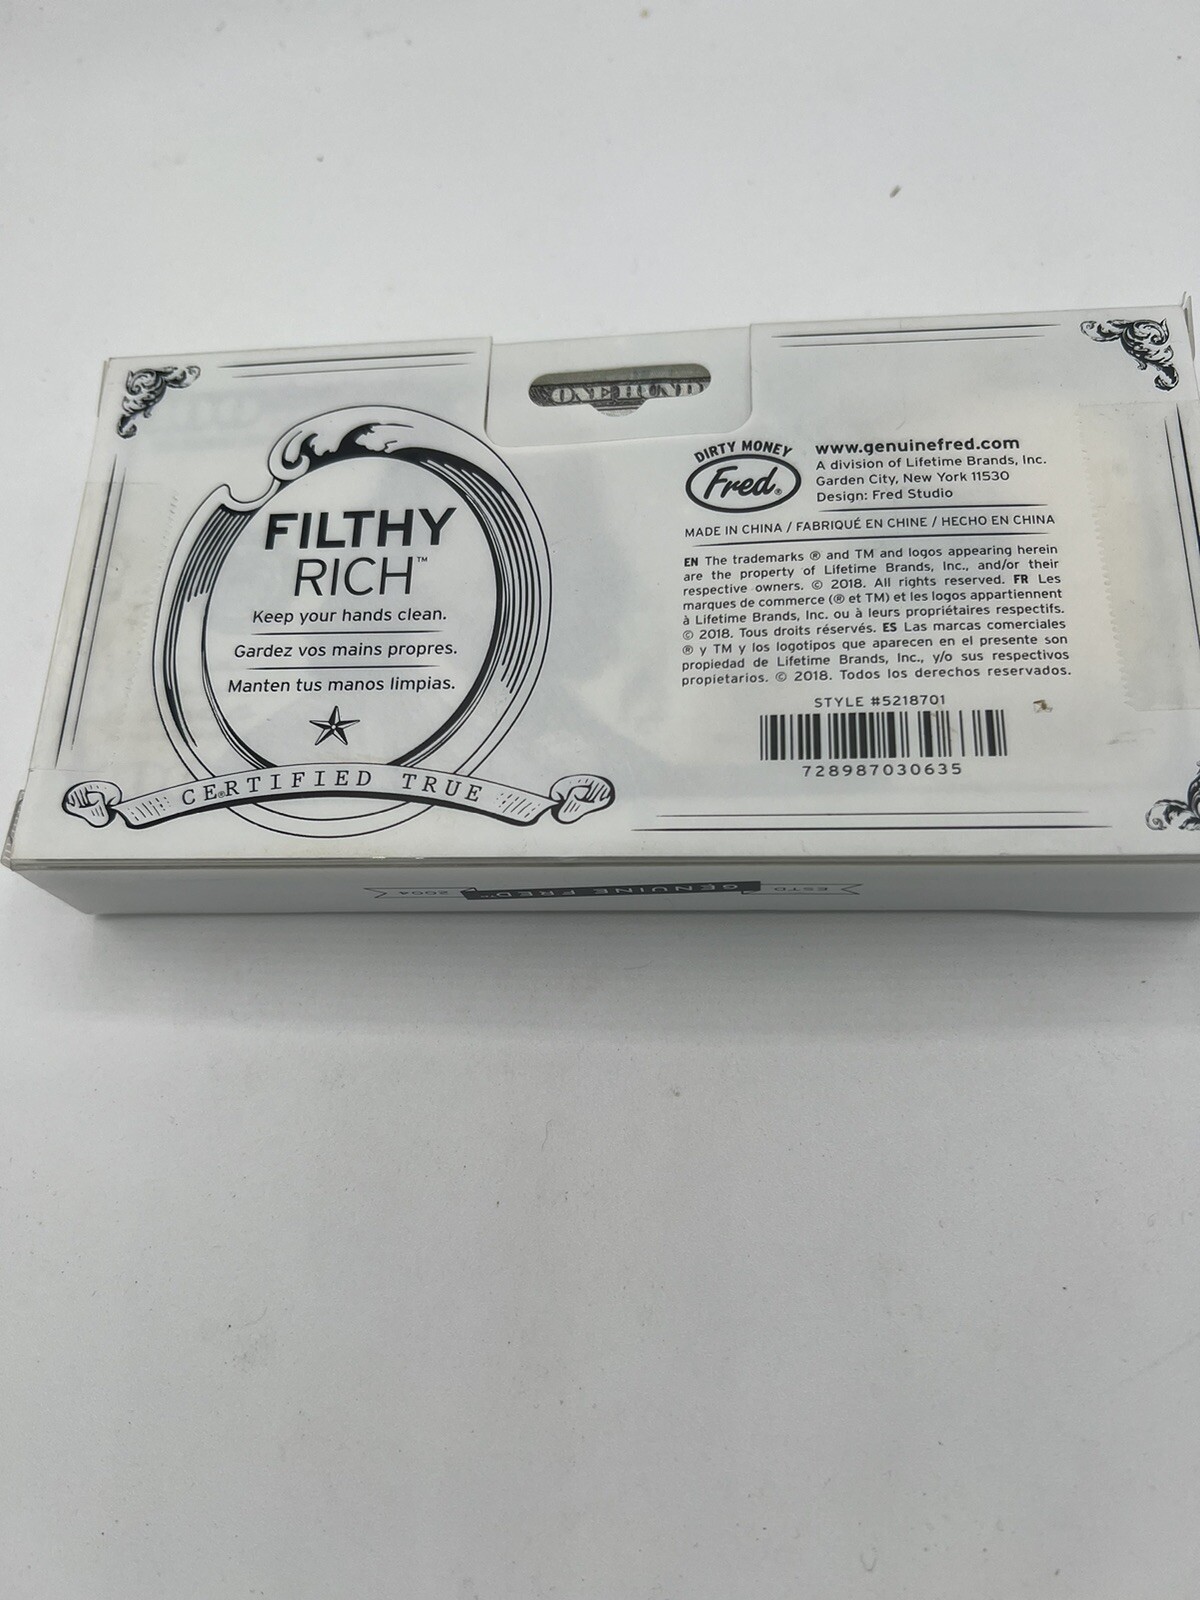 ONE HUND
FILTHY
RICH™
Keep your hands clean.
Gardez vos mains propres.
Manten tus manos limpias.
CERTIFIED TRUE
DIRTY MONEY
Fred®
www.genuinefred.com
A division of Lifetime Brands, Inc.
Garden City, New York 11530
Design: Fred Studio
MADE IN CHINA / FABRIQUÉ EN CHINE / HECHO EN CHINA
EN The trademarks ® and TM and logos appearing herein
are the property of Lifetime Brands, Inc., and/or their
respective owners. © 2018. All rights reserved. FR Les
marques de commerce (® et TM) et les logos appartiennent
à Lifetime Brands, Inc. ou à leurs propriétaires respectifs.
© 2018. Tous droits réservés. ES Las marcas comerciales
® y TM y los logotipos que aparecen en el presente son
propiedad de Lifetime Brands, Inc., y/o sus respectivos
propietarios. © 2018. Todos los derechos reservados.
STYLE #5218701
728987030635
ESTD GENUINE FRED™ 2004